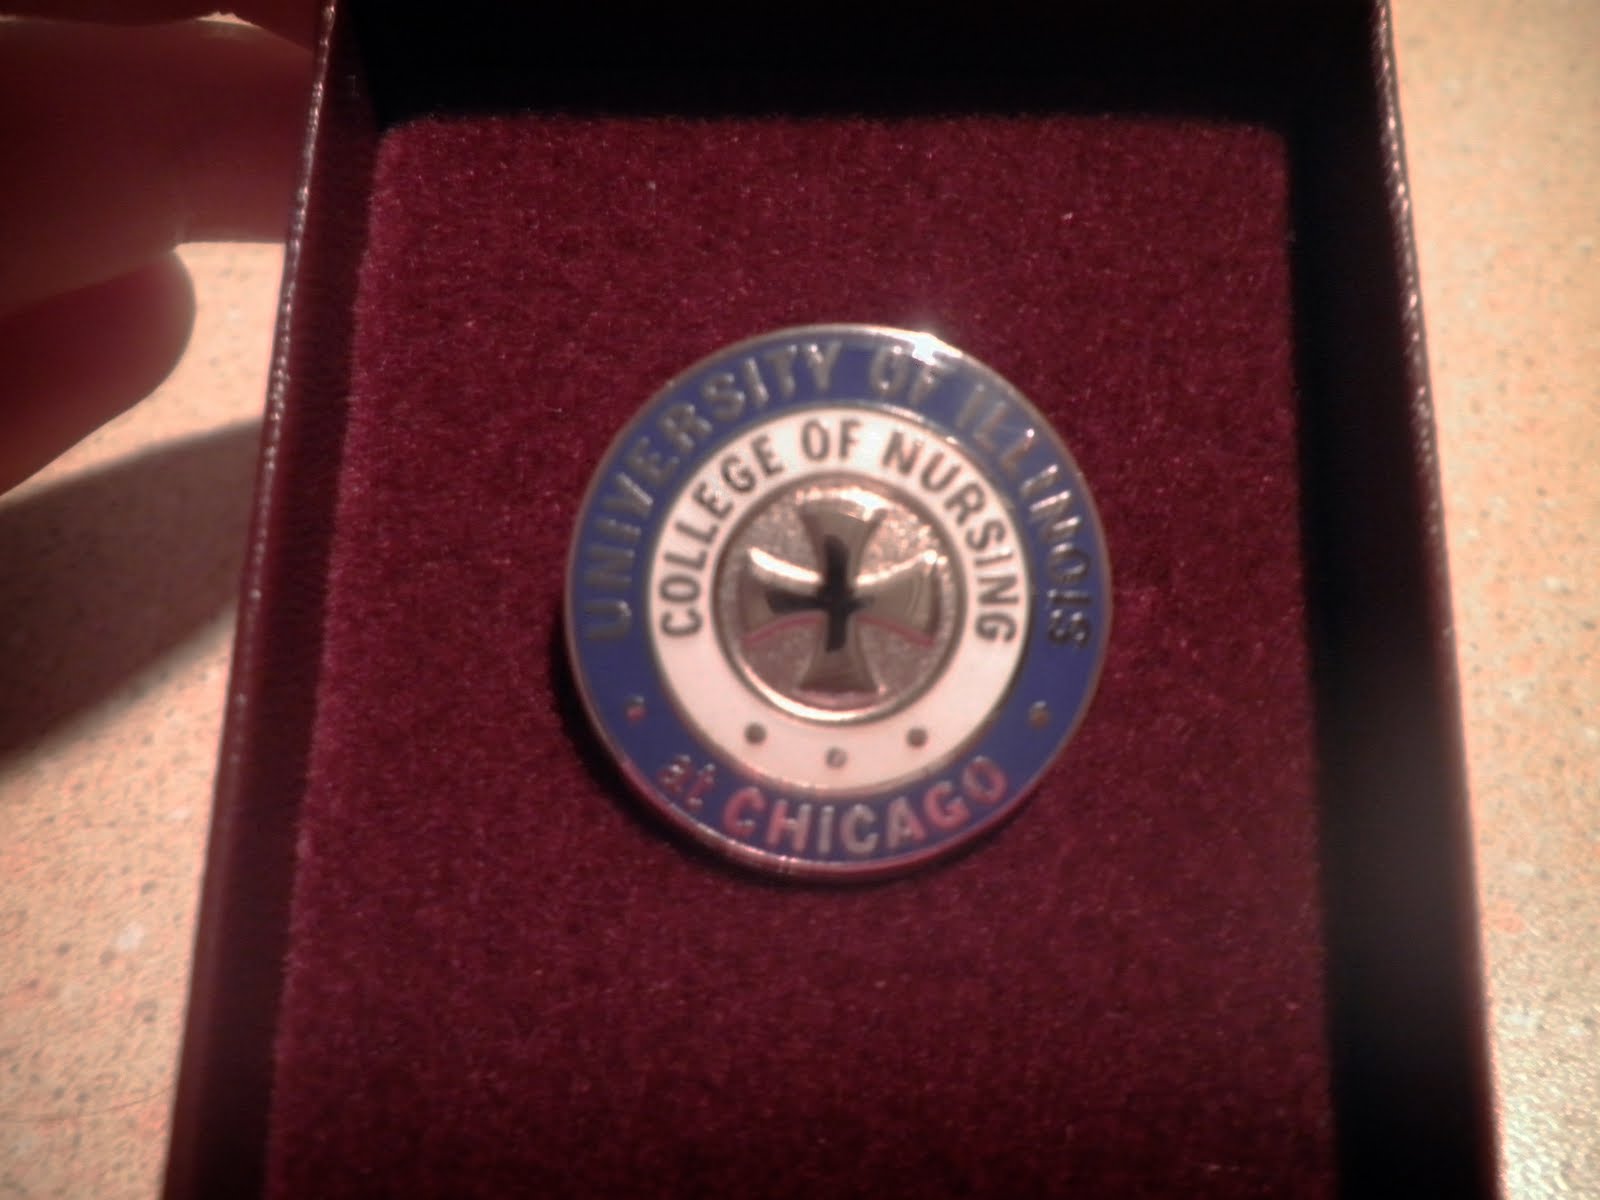 UNIVERSITY OF ILLINOIS
COLLEGE OF NURSING
at CHICAGO